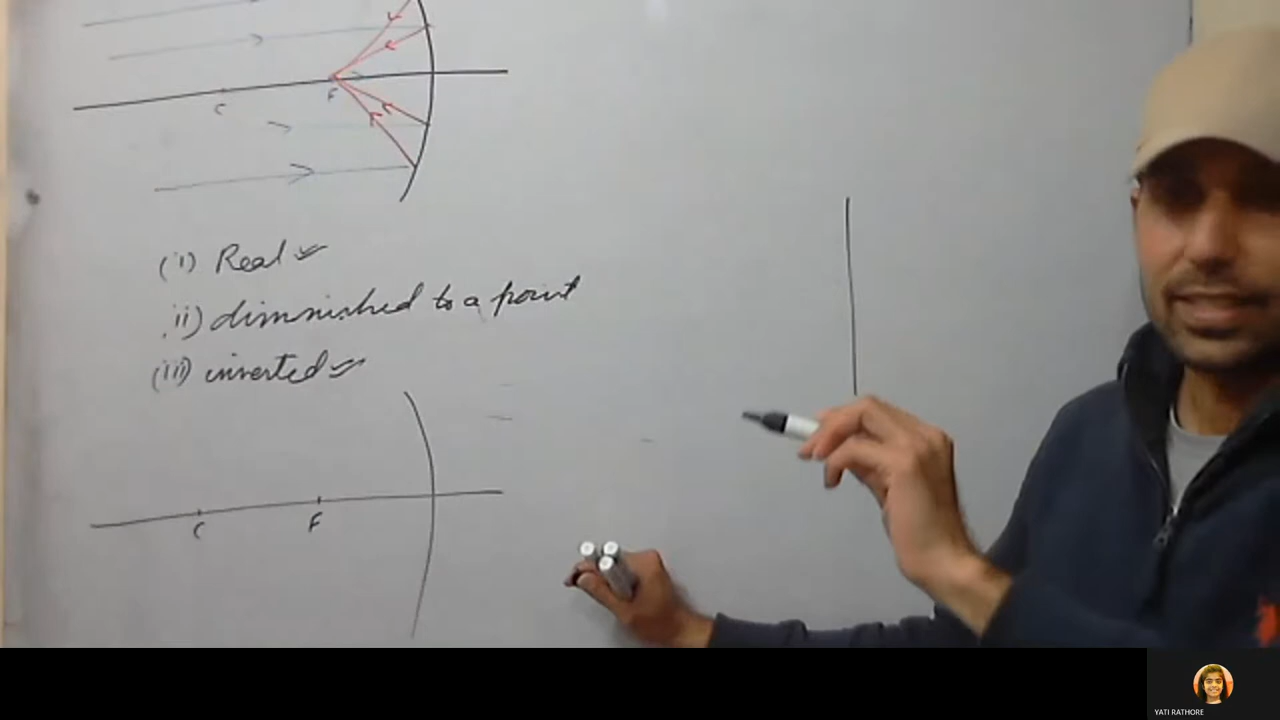 C F
(i) Real
ii) diminished to a point
(iii) inverted
C F
YATI RATHORE